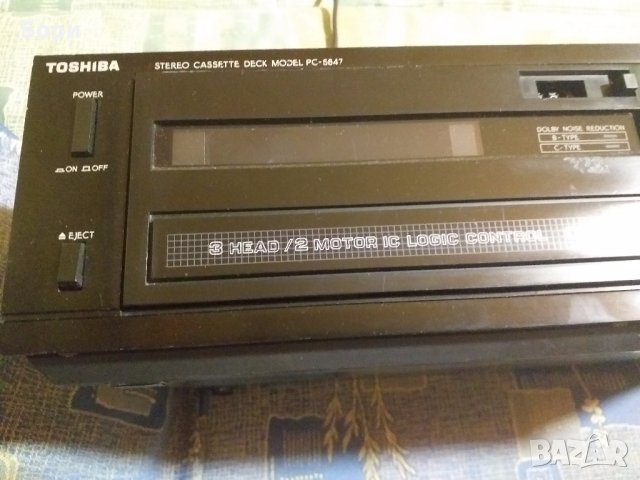 Бори
TOSHIBA
STEREO CASSETTE DECK MODEL PC-5647
POWER
ON OFF
EJECT
DOLBY NOISE REDUCTION
B-TYPE
C-TYPE
3 HEAD/2 MOTOR IC LOGIC CONTROL
BAZAR